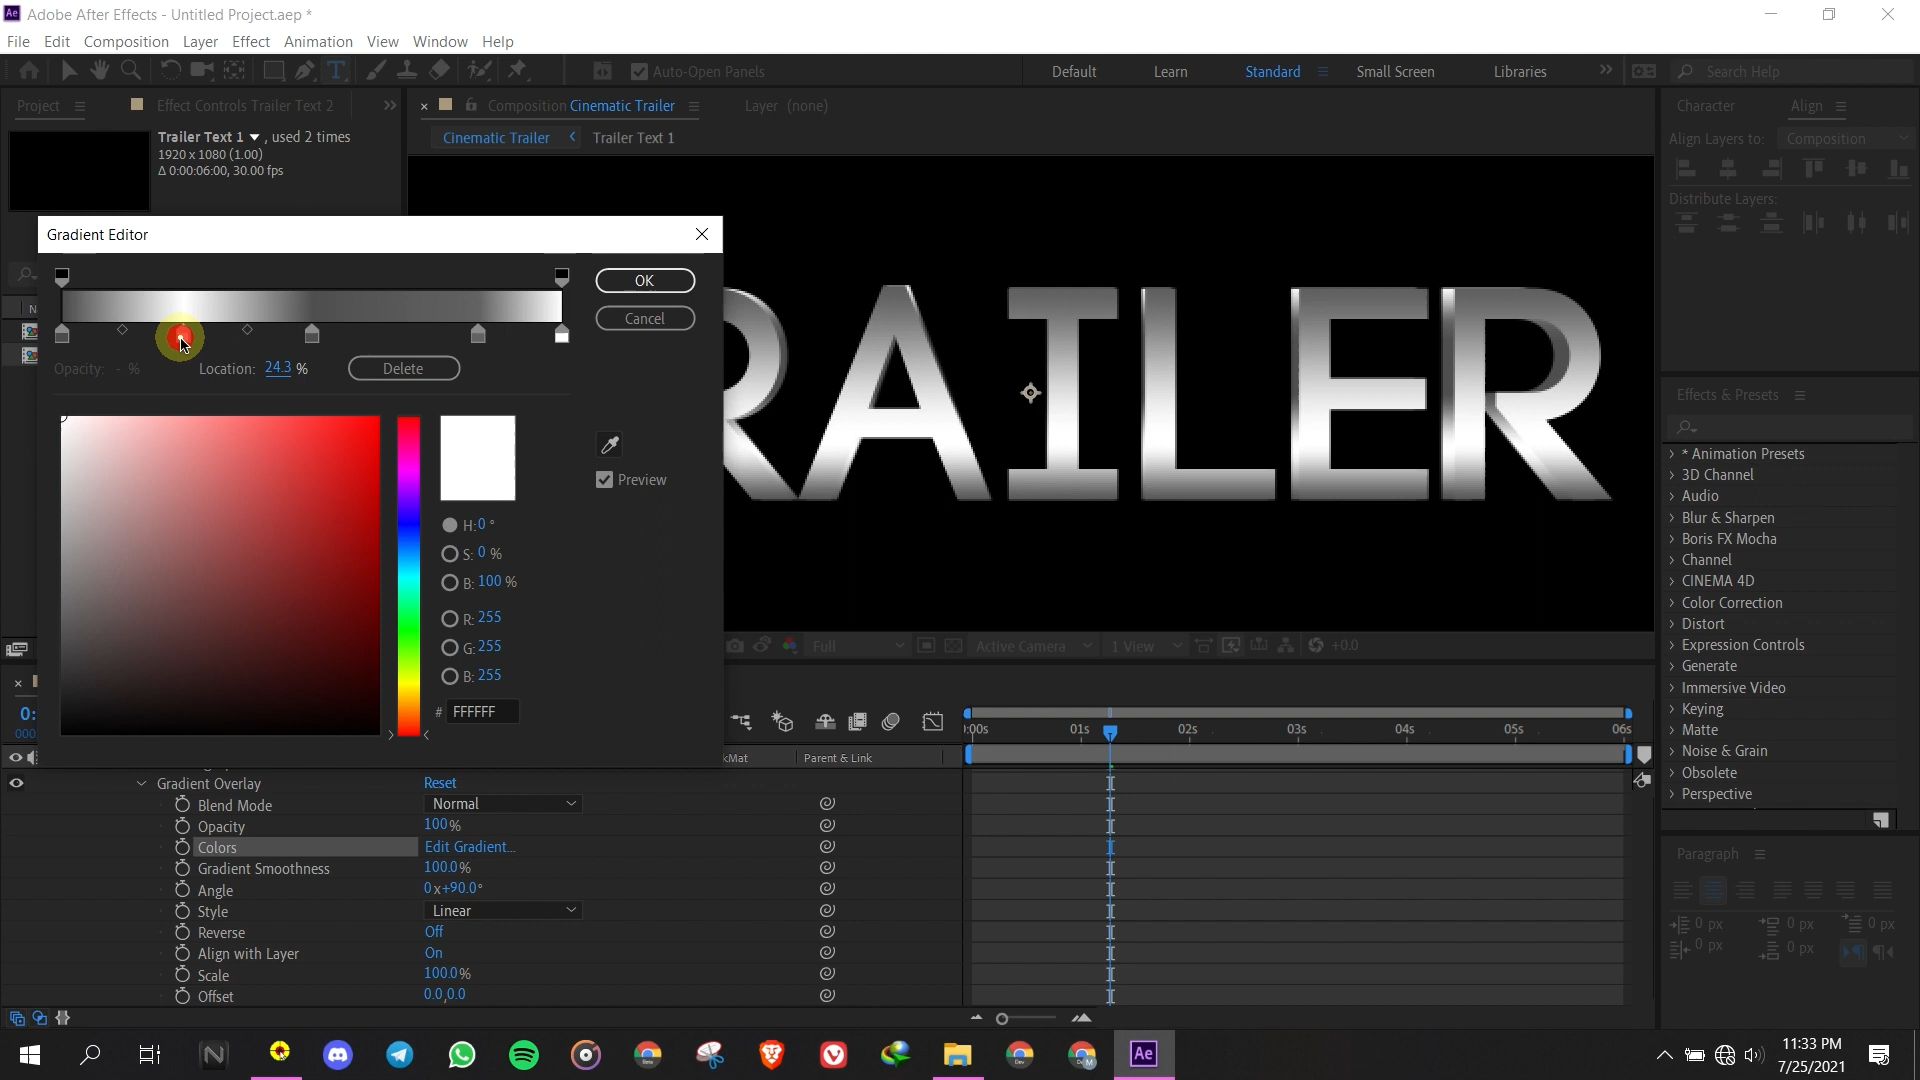 Adobe After Effects - Untitled Project.aep *
File Edit Composition Layer Effect Animation View Window Help
Auto-Open Panels
Default Learn Standard Small Screen Libraries
Search Help
Project
Effect Controls Trailer Text 2
Trailer Text 1 , used 2 times
1920 x 1080 (1.00)
Δ 0:00:06:00, 30.00 fps
Composition Cinematic Trailer
Layer (none)
Cinematic Trailer
Trailer Text 1
RAILER
Gradient Editor
OK
Cancel
Opacity: - %
Location: 24.3 %
Delete
Preview
H: 0 °
S: 0 %
B: 100 %
R: 255
G: 255
B: 255
# FFFFFF
Full
Active Camera
1 View
+0.0
Character
Align
Align Layers to: Composition
Distribute Layers:
Effects & Presets
* Animation Presets
3D Channel
Audio
Blur & Sharpen
Boris FX Mocha
Channel
CINEMA 4D
Color Correction
Distort
Expression Controls
Generate
Immersive Video
Keying
Matte
Noise & Grain
Obsolete
Perspective
Paragraph
0 px 0 px 0 px
0 px 0 px
0:
000
:00s 01s 02s 03s 04s 05s 06s
kMat
Parent & Link
Gradient Overlay Reset
Blend Mode Normal
Opacity 100%
Colors Edit Gradient...
Gradient Smoothness 100.0%
Angle 0x+90.0°
Style Linear
Reverse Off
Align with Layer On
Scale 100.0%
Offset 0.0,0.0
11:33 PM
7/25/2021